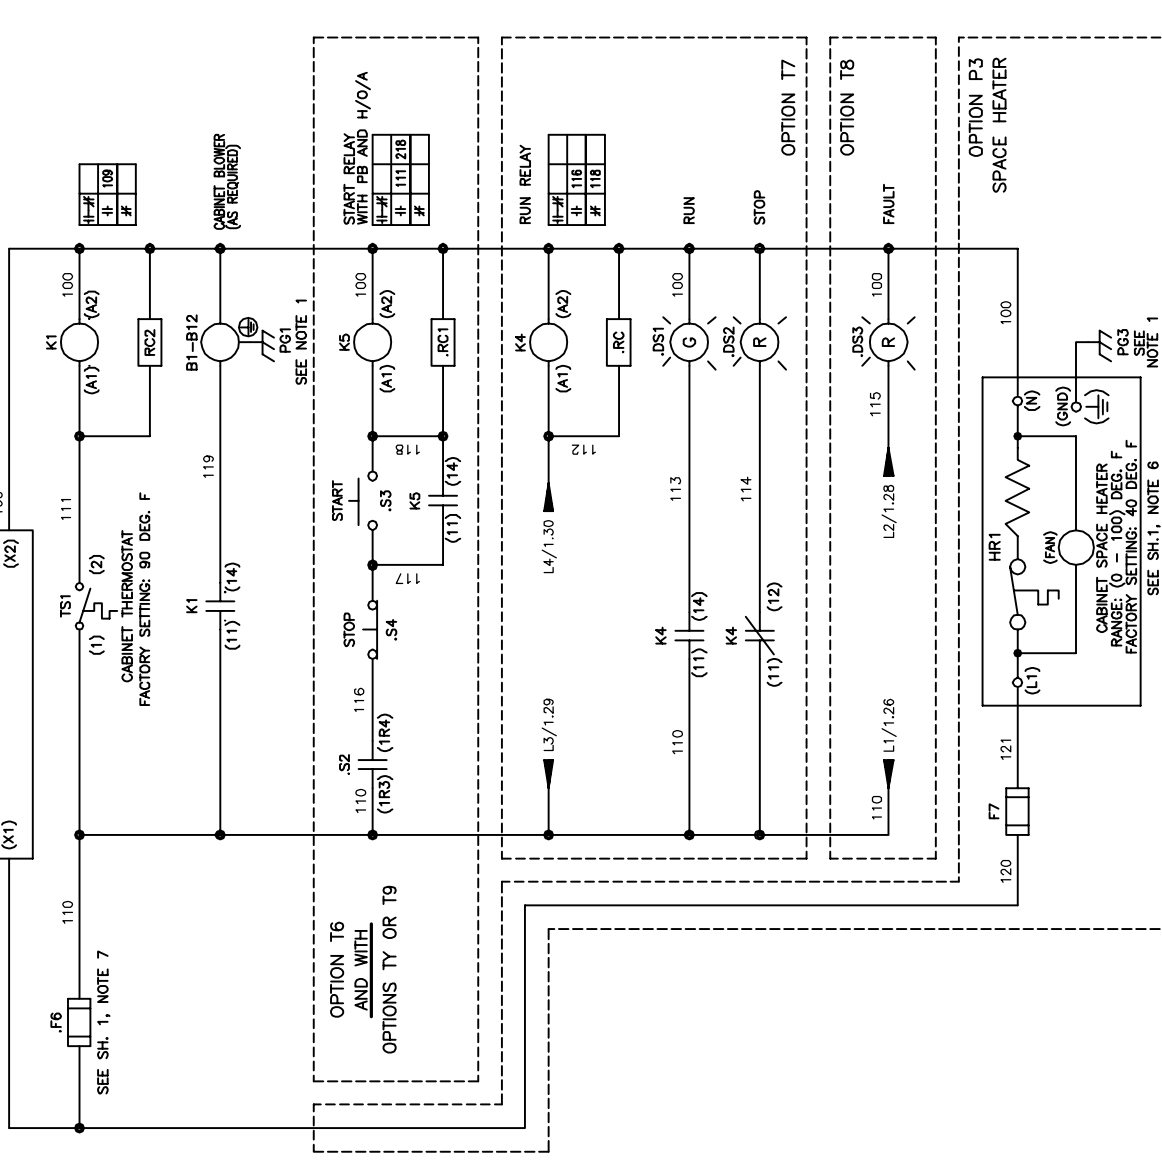 (X1)
(X2)
110
.F6
SEE SH. 1, NOTE 7
TS1
(1)
(2)
CABINET THERMOSTAT
FACTORY SETTING: 90 DEG. F
111
K1
(A1)
(A2)
100
RC2
109
K1
(11)
(14)
119
B1-B12
PG1
SEE NOTE 1
CABINET BLOWER
(AS REQUIRED)
OPTION T6
AND WITH
OPTIONS TY OR T9
110
.S2
(1R3)
(1R4)
116
STOP
.S4
117
START
.S3
K5
(11)
(14)
118
K5
(A1)
(A2)
100
.RC1
START RELAY
WITH PB AND H/O/A
111 218
L3/1.29
L4/1.30
112
K4
(A1)
(A2)
.RC
RUN RELAY
116
118
110
K4
(11)
(14)
113
.DS1
G
100
RUN
K4
(11)
(12)
114
.DS2
R
STOP
OPTION T7
110
L1/1.26
L2/1.28
115
.DS3
R
100
FAULT
OPTION T8
120
F7
121
(L1)
HR1
(FAN)
(N)
(GND)
100
CABINET SPACE HEATER
RANGE: (0 - 100) DEG. F
FACTORY SETTING: 40 DEG. F
SEE SH.1, NOTE 6
PG3
SEE
NOTE 1
OPTION P3
SPACE HEATER